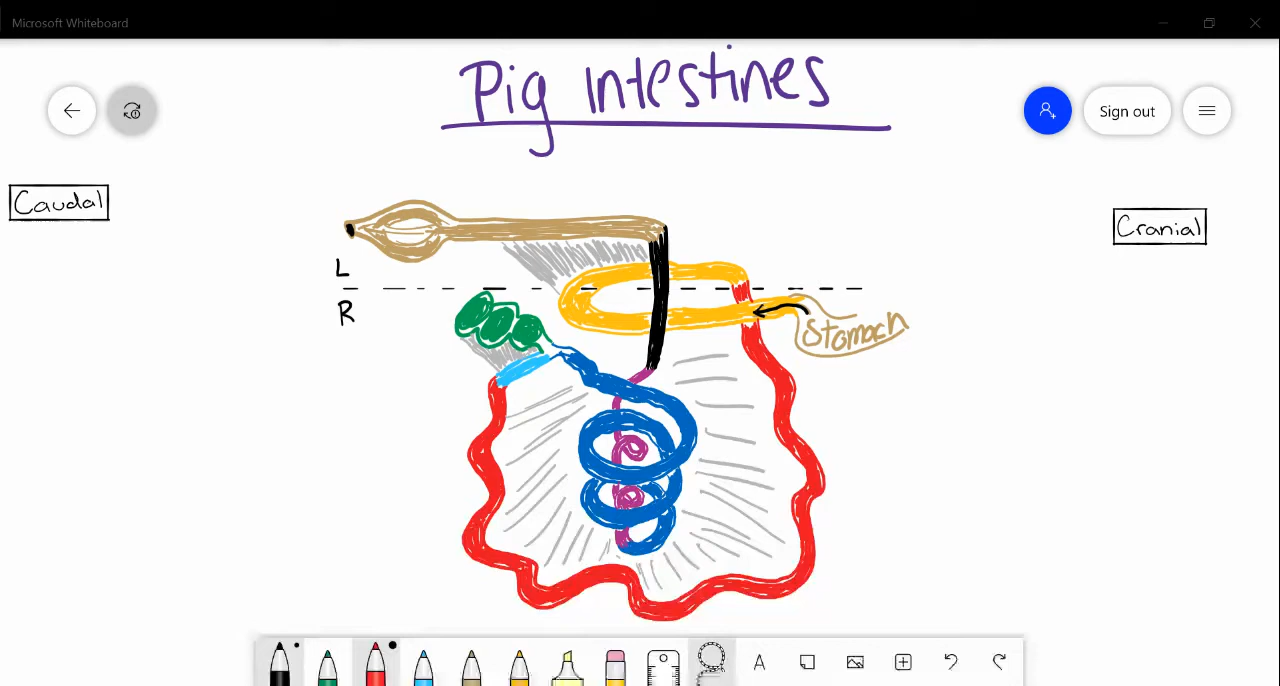 Microsoft Whiteboard
Pig Intestines
Sign out
Caudal
Cranial
L
R
Stomach
A